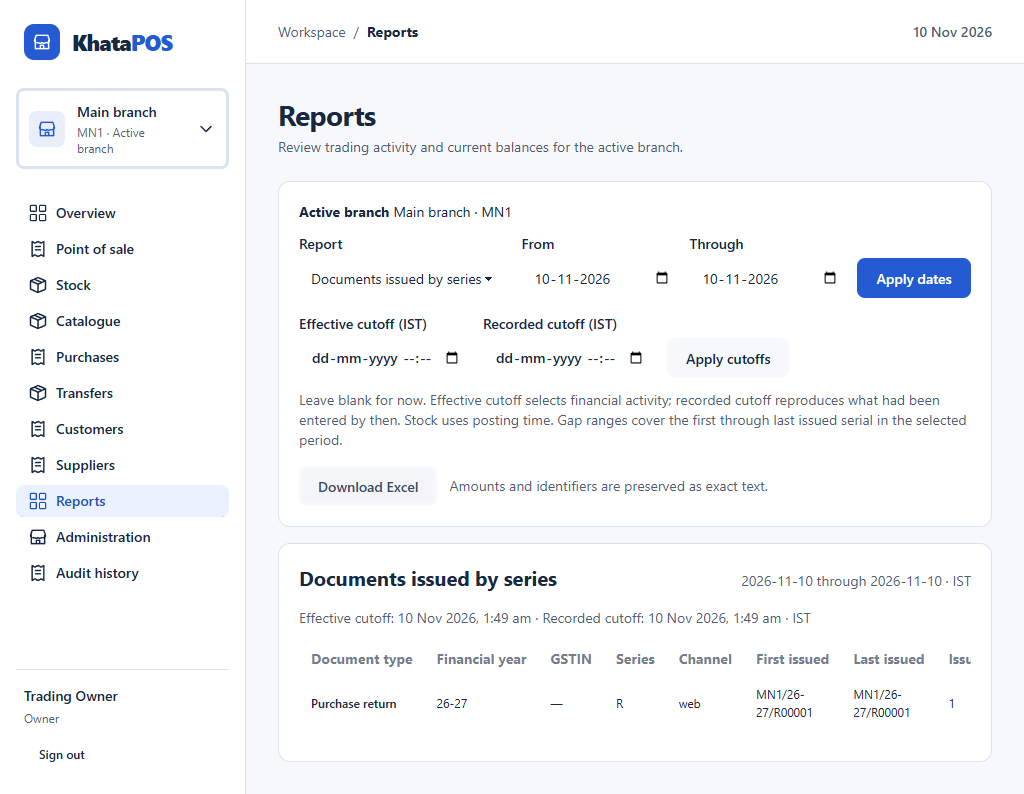 KhataPOS
Main branch
MN1 · Active
branch
Overview
Point of sale
Stock
Catalogue
Purchases
Transfers
Customers
Suppliers
Reports
Administration
Audit history
Trading Owner
Owner
Sign out
Workspace / Reports
10 Nov 2026
Reports
Review trading activity and current balances for the active branch.
Active branch Main branch · MN1
Report From Through
Documents issued by series 10-11-2026 10-11-2026 Apply dates
Effective cutoff (IST) Recorded cutoff (IST)
dd-mm-yyyy --:-- dd-mm-yyyy --:-- Apply cutoffs
Leave blank for now. Effective cutoff selects financial activity; recorded cutoff reproduces what had been
entered by then. Stock uses posting time. Gap ranges cover the first through last issued serial in the selected
period.
Download Excel Amounts and identifiers are preserved as exact text.
Documents issued by series 2026-11-10 through 2026-11-10 · IST
Effective cutoff: 10 Nov 2026, 1:49 am · Recorded cutoff: 10 Nov 2026, 1:49 am · IST
Document type Financial year GSTIN Series Channel First issued Last issued
Purchase return 26-27 — R web MN1/26-27/R00001 MN1/26-27/R00001 1